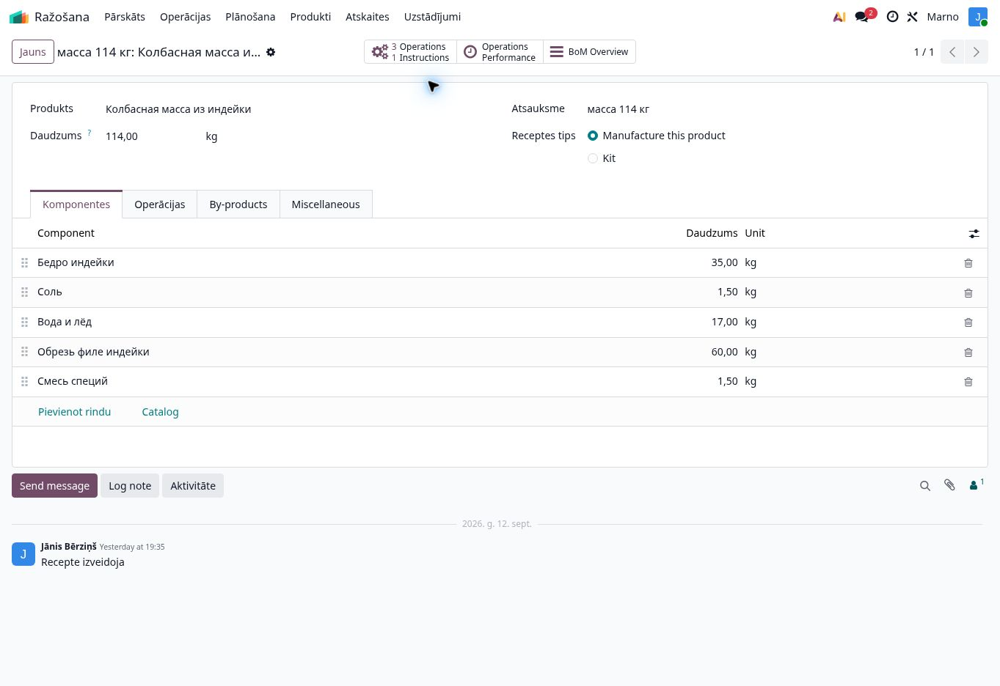 Ražošana Pārskāts Operācijas Plānošana Produkti Atskaites Uzstādījumi AI 2 Marno J
Jauns масса 114 кг: Колбасная масса и... 3 Operations 1 Instructions Operations Performance BoM Overview 1 / 1
Produkts Колбасная масса из индейки Atsauksme масса 114 кг
Daudzums ? 114,00 kg Receptes tips Manufacture this product
Kit
Komponentes Operācijas By-products Miscellaneous
Component Daudzums Unit
Бедро индейки 35,00 kg
Соль 1,50 kg
Вода и лёд 17,00 kg
Обрезь филе индейки 60,00 kg
Смесь специй 1,50 kg
Pievienot rindu Catalog
Send message Log note Aktivitāte 1
2026. g. 12. sept.
J Jānis Bērziņš Yesterday at 19:35
Recepte izveidoja